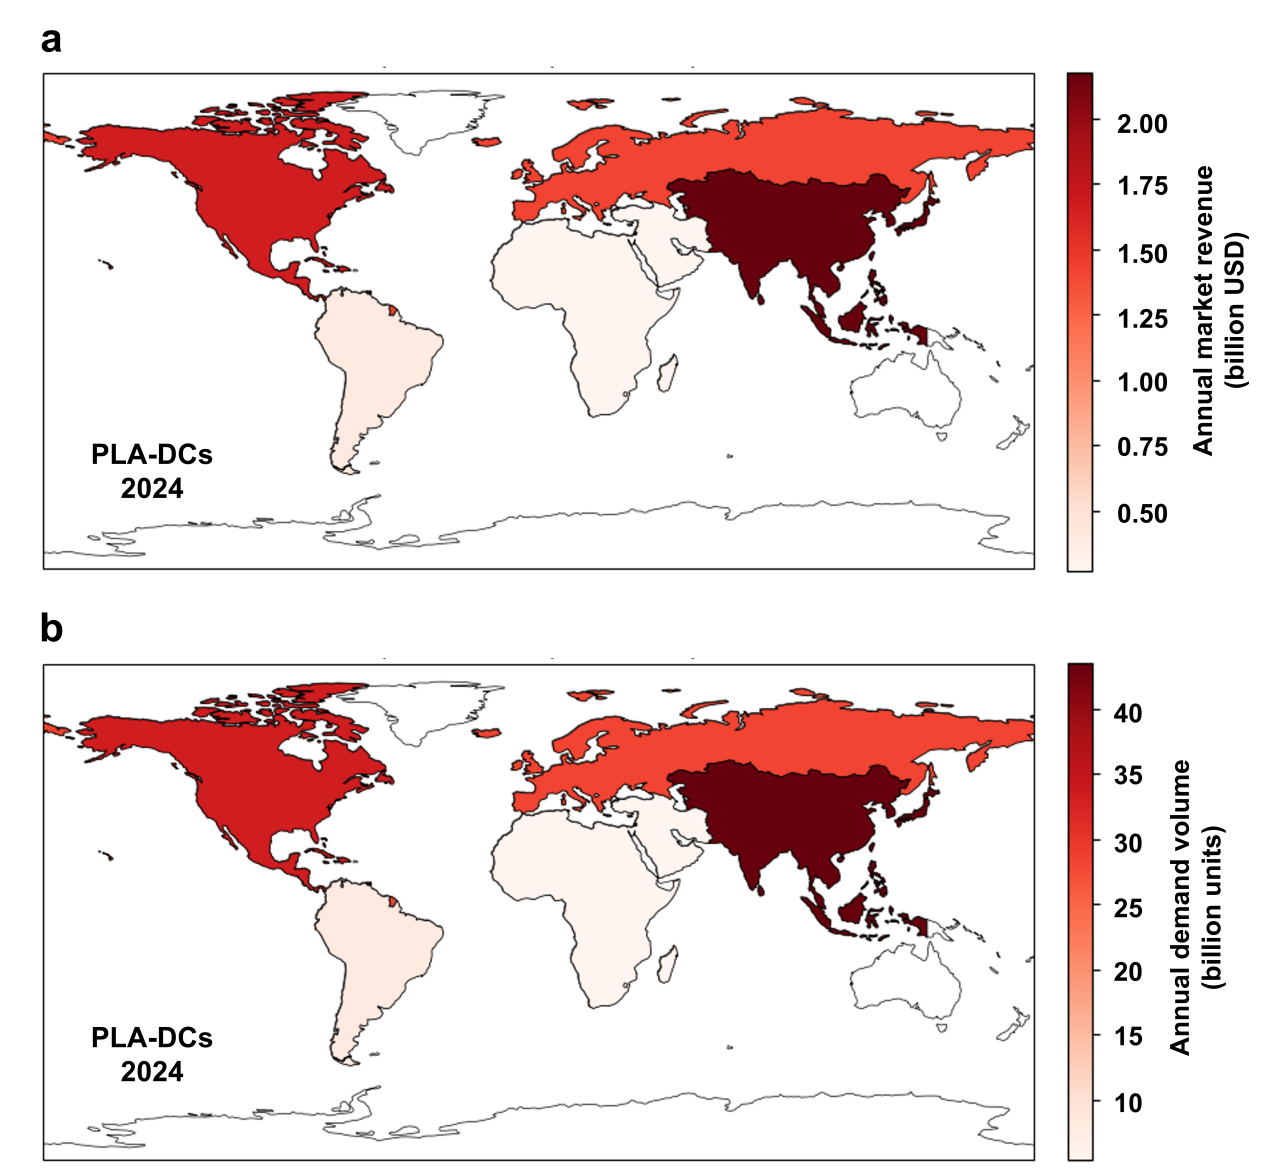 a
PLA-DCs
2024
2.00
1.75
1.50
1.25
1.00
0.75
0.50
Annual market revenue
(billion USD)
b
PLA-DCs
2024
40
35
30
25
20
15
10
Annual demand volume
(billion units)